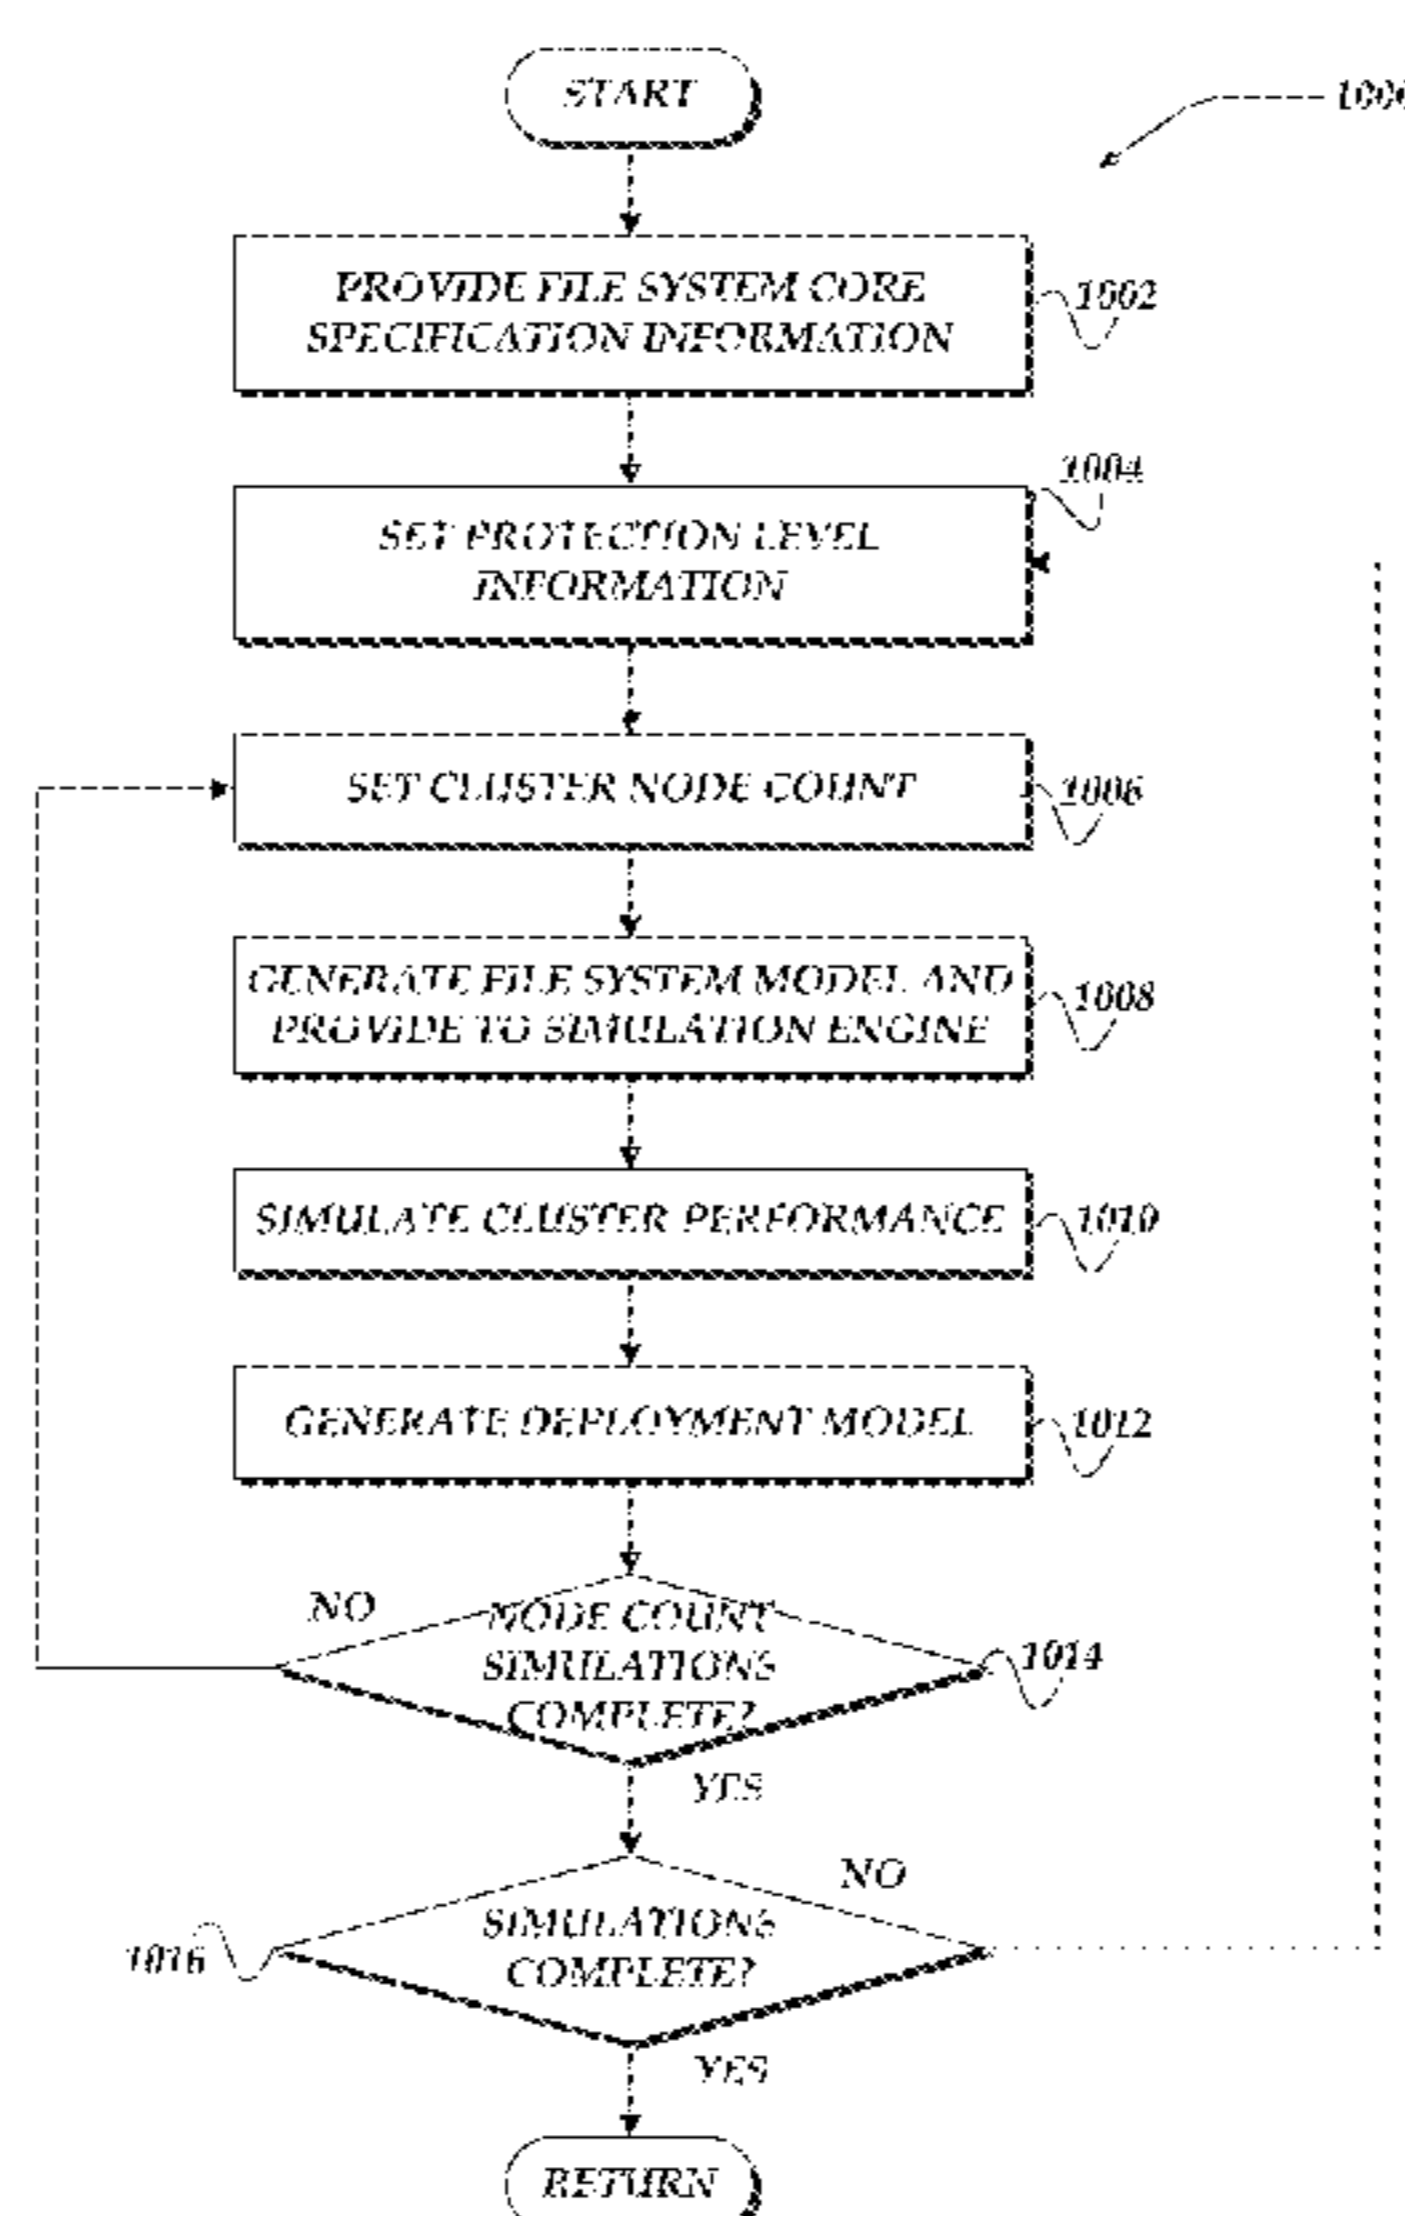 START
1000
PROVIDE FILE SYSTEM CORE
SPECIFICATION INFORMATION
1002
1004
SET PROTECTION LEVEL
INFORMATION
SET CLUSTER NODE COUNT
1006
GENERATE FILE SYSTEM MODEL AND
PROVIDE TO SIMULATION ENGINE
1008
SIMULATE CLUSTER PERFORMANCE
1010
GENERATE DEPLOYMENT MODEL
1012
NO
NODE COUNT
SIMULATIONS
COMPLETE?
1014
YES
NO
SIMULATIONS
COMPLETE?
1016
YES
RETURN